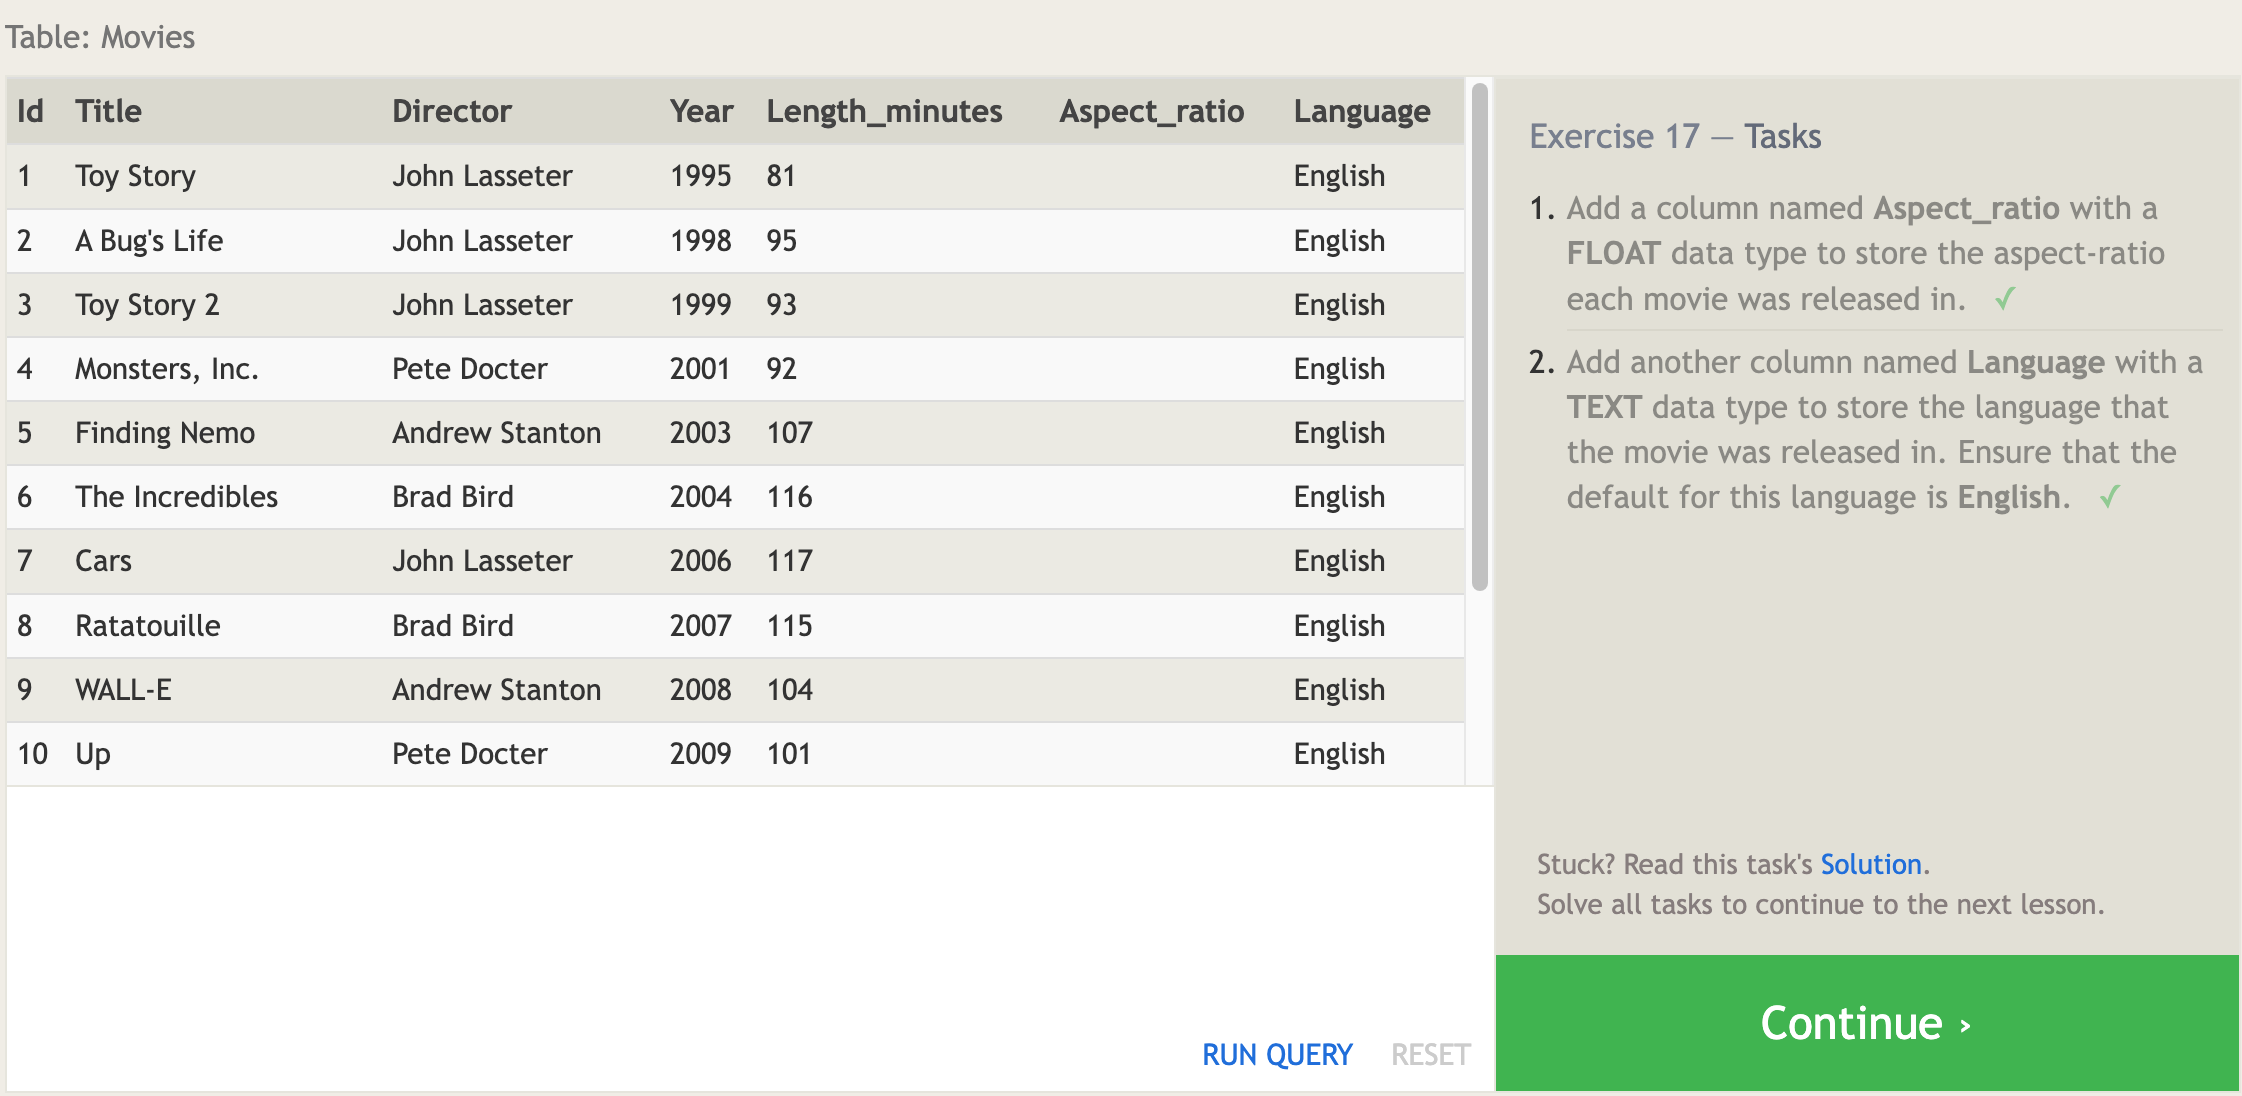 Table: Movies
Id Title Director Year Length_minutes Aspect_ratio Language
1 Toy Story John Lasseter 1995 81 English
2 A Bug's Life John Lasseter 1998 95 English
3 Toy Story 2 John Lasseter 1999 93 English
4 Monsters, Inc. Pete Docter 2001 92 English
5 Finding Nemo Andrew Stanton 2003 107 English
6 The Incredibles Brad Bird 2004 116 English
7 Cars John Lasseter 2006 117 English
8 Ratatouille Brad Bird 2007 115 English
9 WALL-E Andrew Stanton 2008 104 English
10 Up Pete Docter 2009 101 English
RUN QUERY RESET
Exercise 17 — Tasks
1. Add a column named Aspect_ratio with a
FLOAT data type to store the aspect-ratio
each movie was released in. ✓
2. Add another column named Language with a
TEXT data type to store the language that
the movie was released in. Ensure that the
default for this language is English. ✓
Stuck? Read this task's Solution.
Solve all tasks to continue to the next lesson.
Continue ›